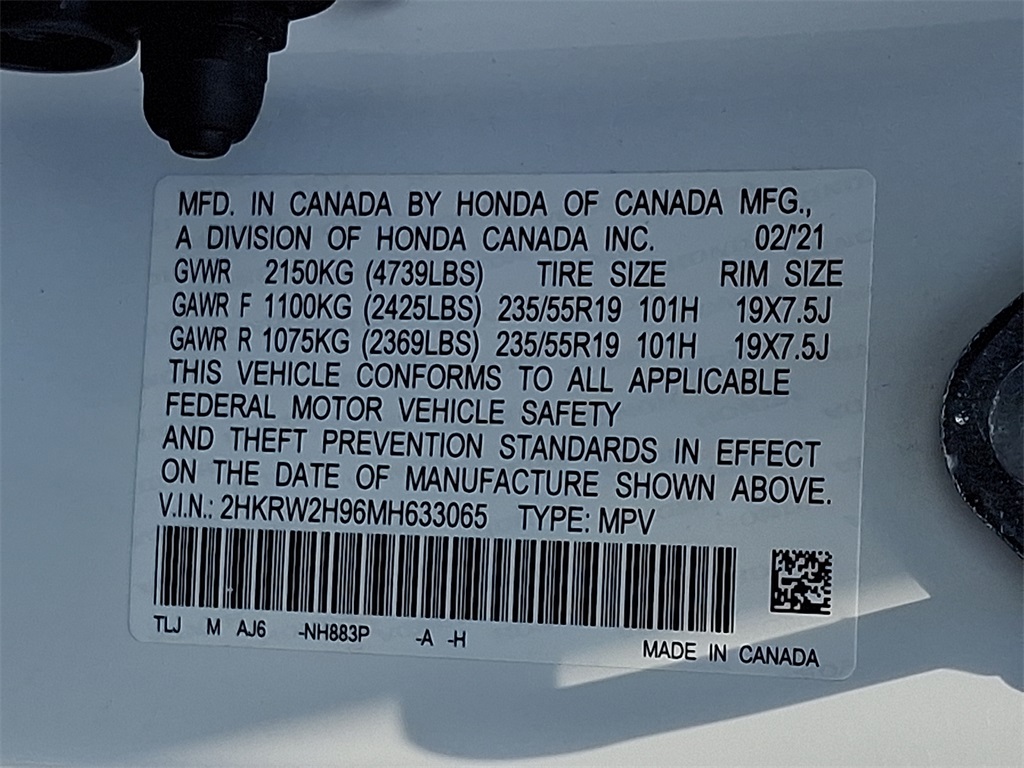 MFD. IN CANADA BY HONDA OF CANADA MFG.,
A DIVISION OF HONDA CANADA INC. 02/'21
GVWR 2150KG (4739LBS) TIRE SIZE RIM SIZE
GAWR F 1100KG (2425LBS) 235/55R19 101H 19X7.5J
GAWR R 1075KG (2369LBS) 235/55R19 101H 19X7.5J
THIS VEHICLE CONFORMS TO ALL APPLICABLE
FEDERAL MOTOR VEHICLE SAFETY
AND THEFT PREVENTION STANDARDS IN EFFECT
ON THE DATE OF MANUFACTURE SHOWN ABOVE.
V.I.N.: 2HKRW2H96MH633065 TYPE: MPV
TLJ M AJ6 -NH883P -A -H
MADE IN CANADA